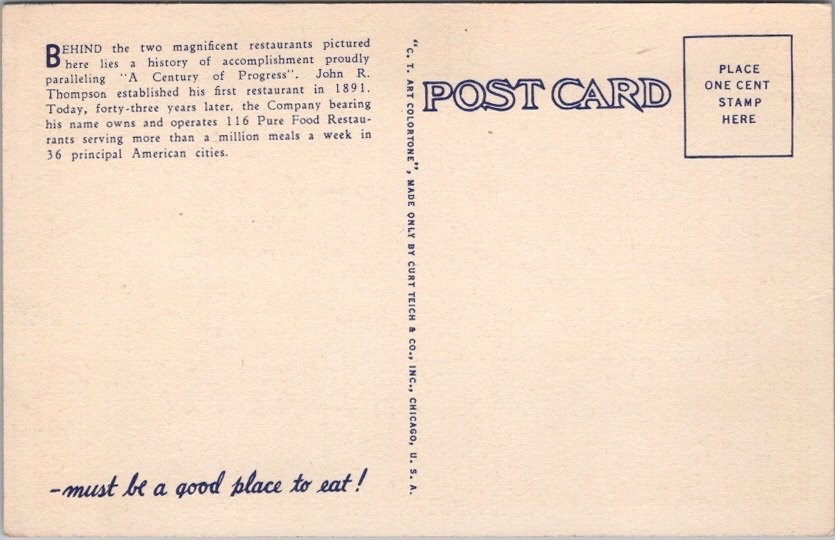 BEHIND the two magnificent restaurants pictured
here lies a history of accomplishment proudly
paralleling "A Century of Progress". John R.
Thompson established his first restaurant in 1891.
Today, forty-three years later, the Company bearing
his name owns and operates 116 Pure Food Restau-
rants serving more than a million meals a week in
36 principal American cities.
—must be a good place to eat!
"C. T. ART COLORTONE", MADE ONLY BY CURT TEICH & CO., INC., CHICAGO, U. S. A.
POST CARD
PLACE
ONE CENT
STAMP
HERE